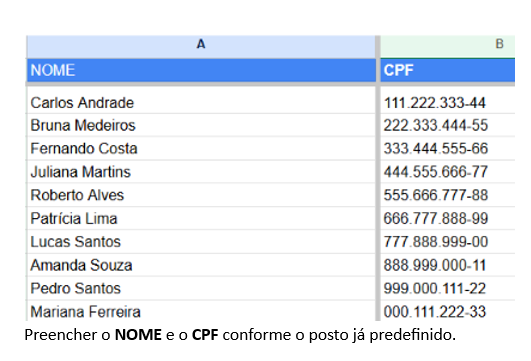 A B
NOME CPF
Carlos Andrade 111.222.333-44
Bruna Medeiros 222.333.444-55
Fernando Costa 333.444.555-66
Juliana Martins 444.555.666-77
Roberto Alves 555.666.777-88
Patrícia Lima 666.777.888-99
Lucas Santos 777.888.999-00
Amanda Souza 888.999.000-11
Pedro Santos 999.000.111-22
Mariana Ferreira 000.111.222-33
Preencher o NOME e o CPF conforme o posto já predefinido.